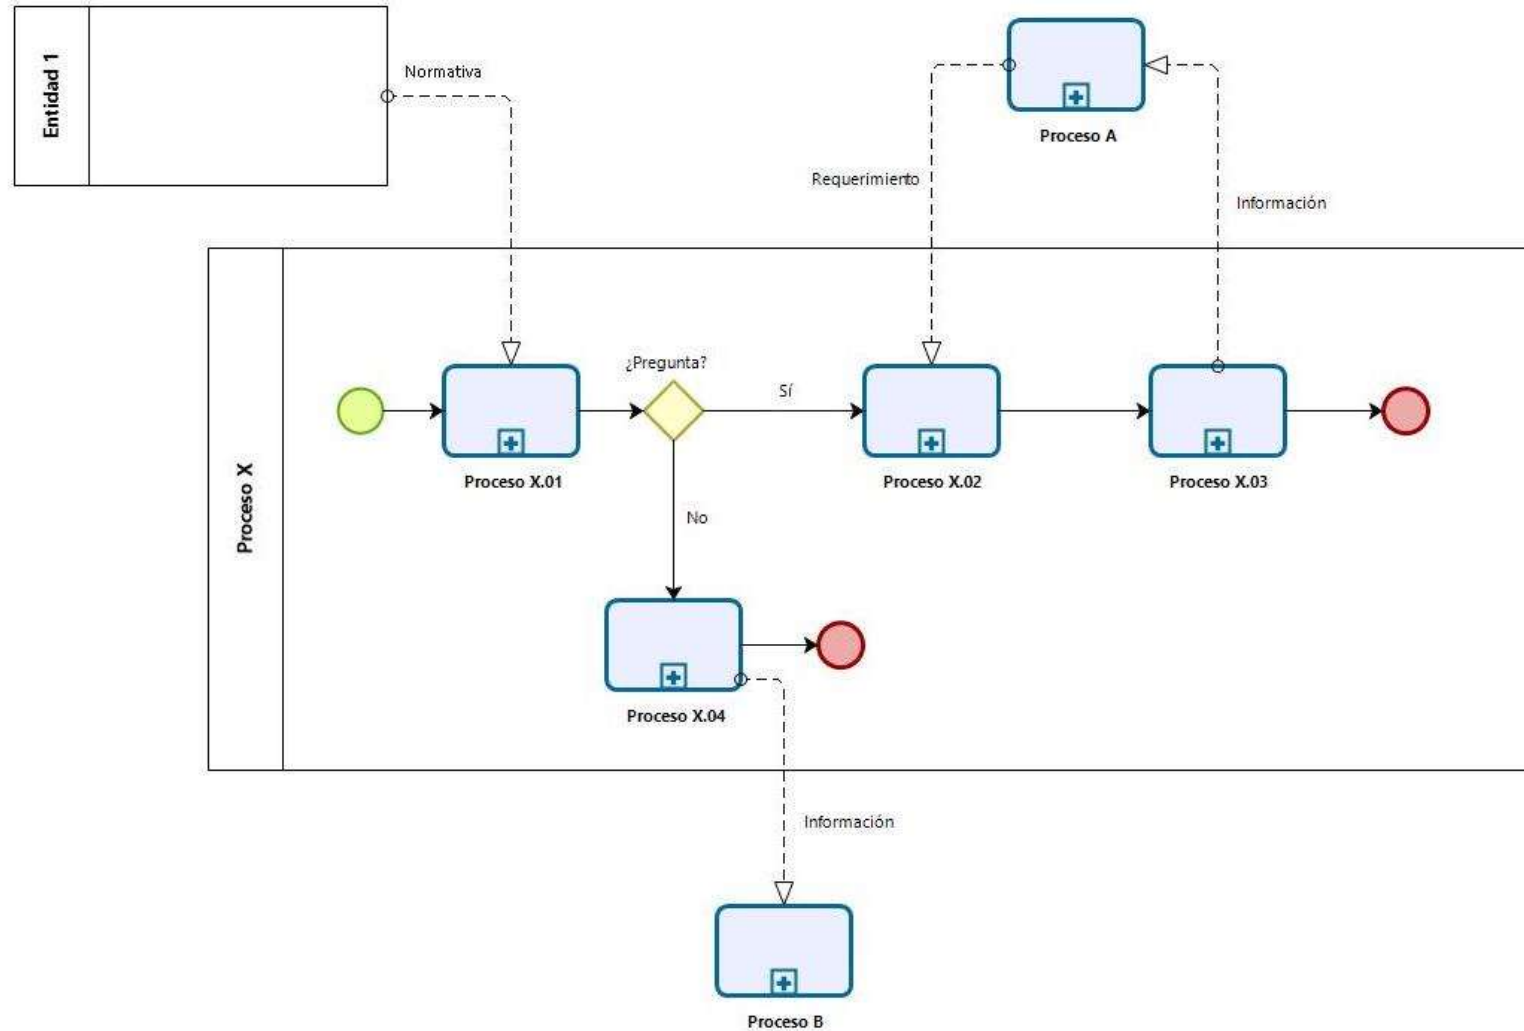 Entidad 1
Normativa
Proceso A
Requerimiento
Información
Proceso X
¿Pregunta?
Sí
Proceso X.01
Proceso X.02
Proceso X.03
No
Proceso X.04
Información
Proceso B